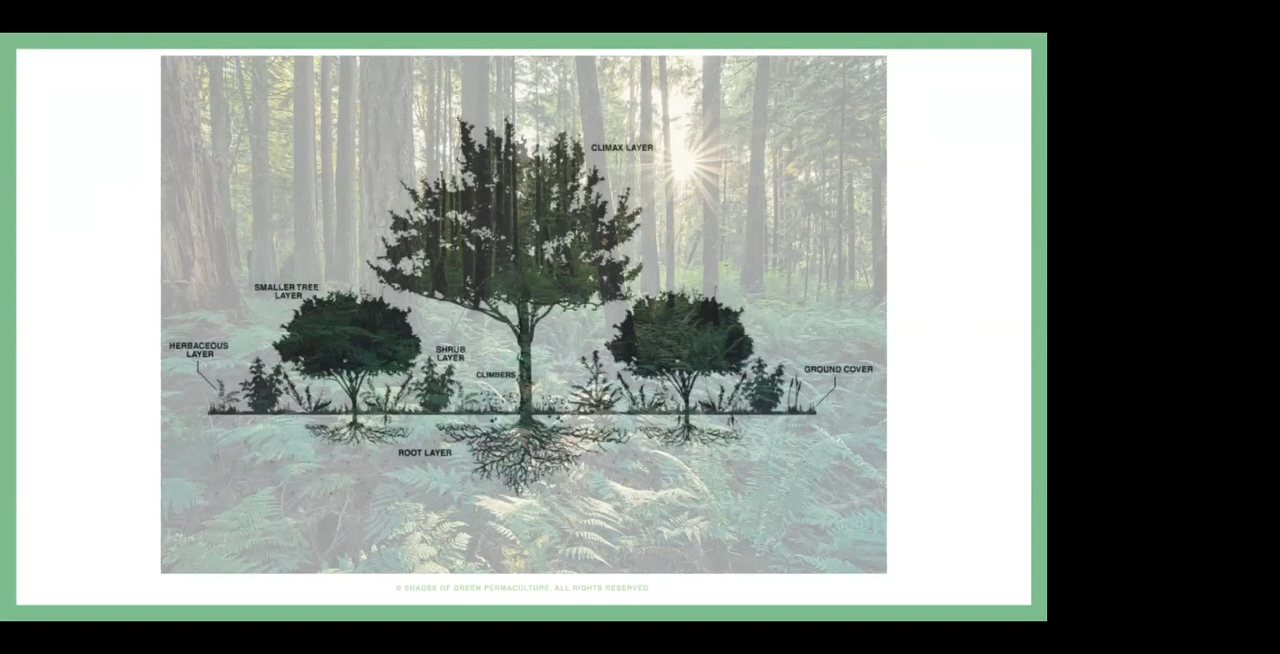 CLIMAX LAYER
SMALLER TREE
LAYER
HERBACEOUS
LAYER
SHRUB
LAYER
CLIMBERS
GROUND COVER
ROOT LAYER
© SHADES OF GREEN PERMACULTURE. ALL RIGHTS RESERVED.